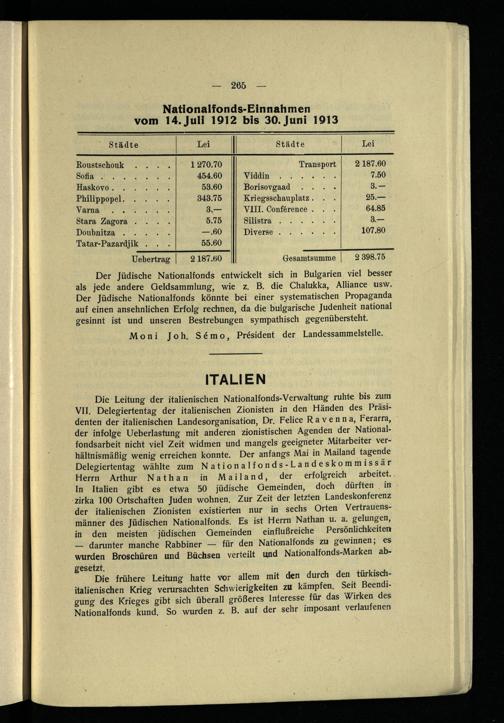 — 265 —
Nationalfonds-Einnahmen
vom 14. Juli 1912 bis 30. Juni 1913
Städte Lei Städte Lei
Roustschouk . . . . 1 270.70 Transport 2 187.60
Sofia . . . . . . . 454.60 Viddin . . . . . . 7.50
Haskovo . . . . . . 53.60 Borisovgaad . . . . 3.—
Philippopel . . . . . 343.75 Kriegsschauplatz . . . 25.—
Varna . . . . . . 3.— VIII. Conférence . . . 64.85
Stara Zagora . . . . 5.75 Silistra . . . . . . 3.—
Doubnitza . . . . . —.60 Diverse . . . . . . 107.80
Tatar-Pazardjik . . . 55.60
Uebertrag 2 187.60 Gesamtsumme 2 398.75
Der Jüdische Nationalfonds entwickelt sich in Bulgarien viel besser
als jede andere Geldsammlung, wie z. B. die Chalukka, Alliance usw.
Der Jüdische Nationalfonds könnte bei einer systematischen Propaganda
auf einen ansehnlichen Erfolg rechnen, da die bulgarische Judenheit national
gesinnt ist und unseren Bestrebungen sympathisch gegenübersteht.
Moni Joh. Sémo, Président der Landessammelstelle.
ITALIEN
Die Leitung der italienischen Nationalfonds-Verwaltung ruhte bis zum
VII. Delegiertentag der italienischen Zionisten in den Händen des Präsi-
denten der italienischen Landesorganisation, Dr. Felice Ravenna, Ferarra,
der infolge Ueberlastung mit anderen zionistischen Agenden der National-
fondsarbeit nicht viel Zeit widmen und mangels geeigneter Mitarbeiter ver-
hältnismäßig wenig erreichen konnte. Der anfangs Mai in Mailand tagende
Delegiertentag wählte zum Nationalfonds-Landeskommissär
Herrn Arthur Nathan in Mailand, der erfolgreich arbeitet.
In Italien gibt es etwa 50 jüdische Gemeinden, doch dürften in
zirka 100 Ortschaften Juden wohnen. Zur Zeit der letzten Landeskonferenz
der italienischen Zionisten existierten nur in sechs Orten Vertrauens-
männer des Jüdischen Nationalfonds. Es ist Herrn Nathan u. a. gelungen,
in den meisten jüdischen Gemeinden einflußreiche Persönlichkeiten
— darunter manche Rabbiner — für den Nationalfonds zu gewinnen; es
wurden Broschüren und Büchsen verteilt und Nationalfonds-Marken ab-
gesetzt.
Die frühere Leitung hatte vor allem mit den durch den türkisch-
italienischen Krieg verursachten Schwierigkeiten zu kämpfen. Seit Beendi-
gung des Krieges gibt sich überall größeres Interesse für das Wirken des
Nationalfonds kund. So wurden z. B. auf der sehr imposant verlaufenen